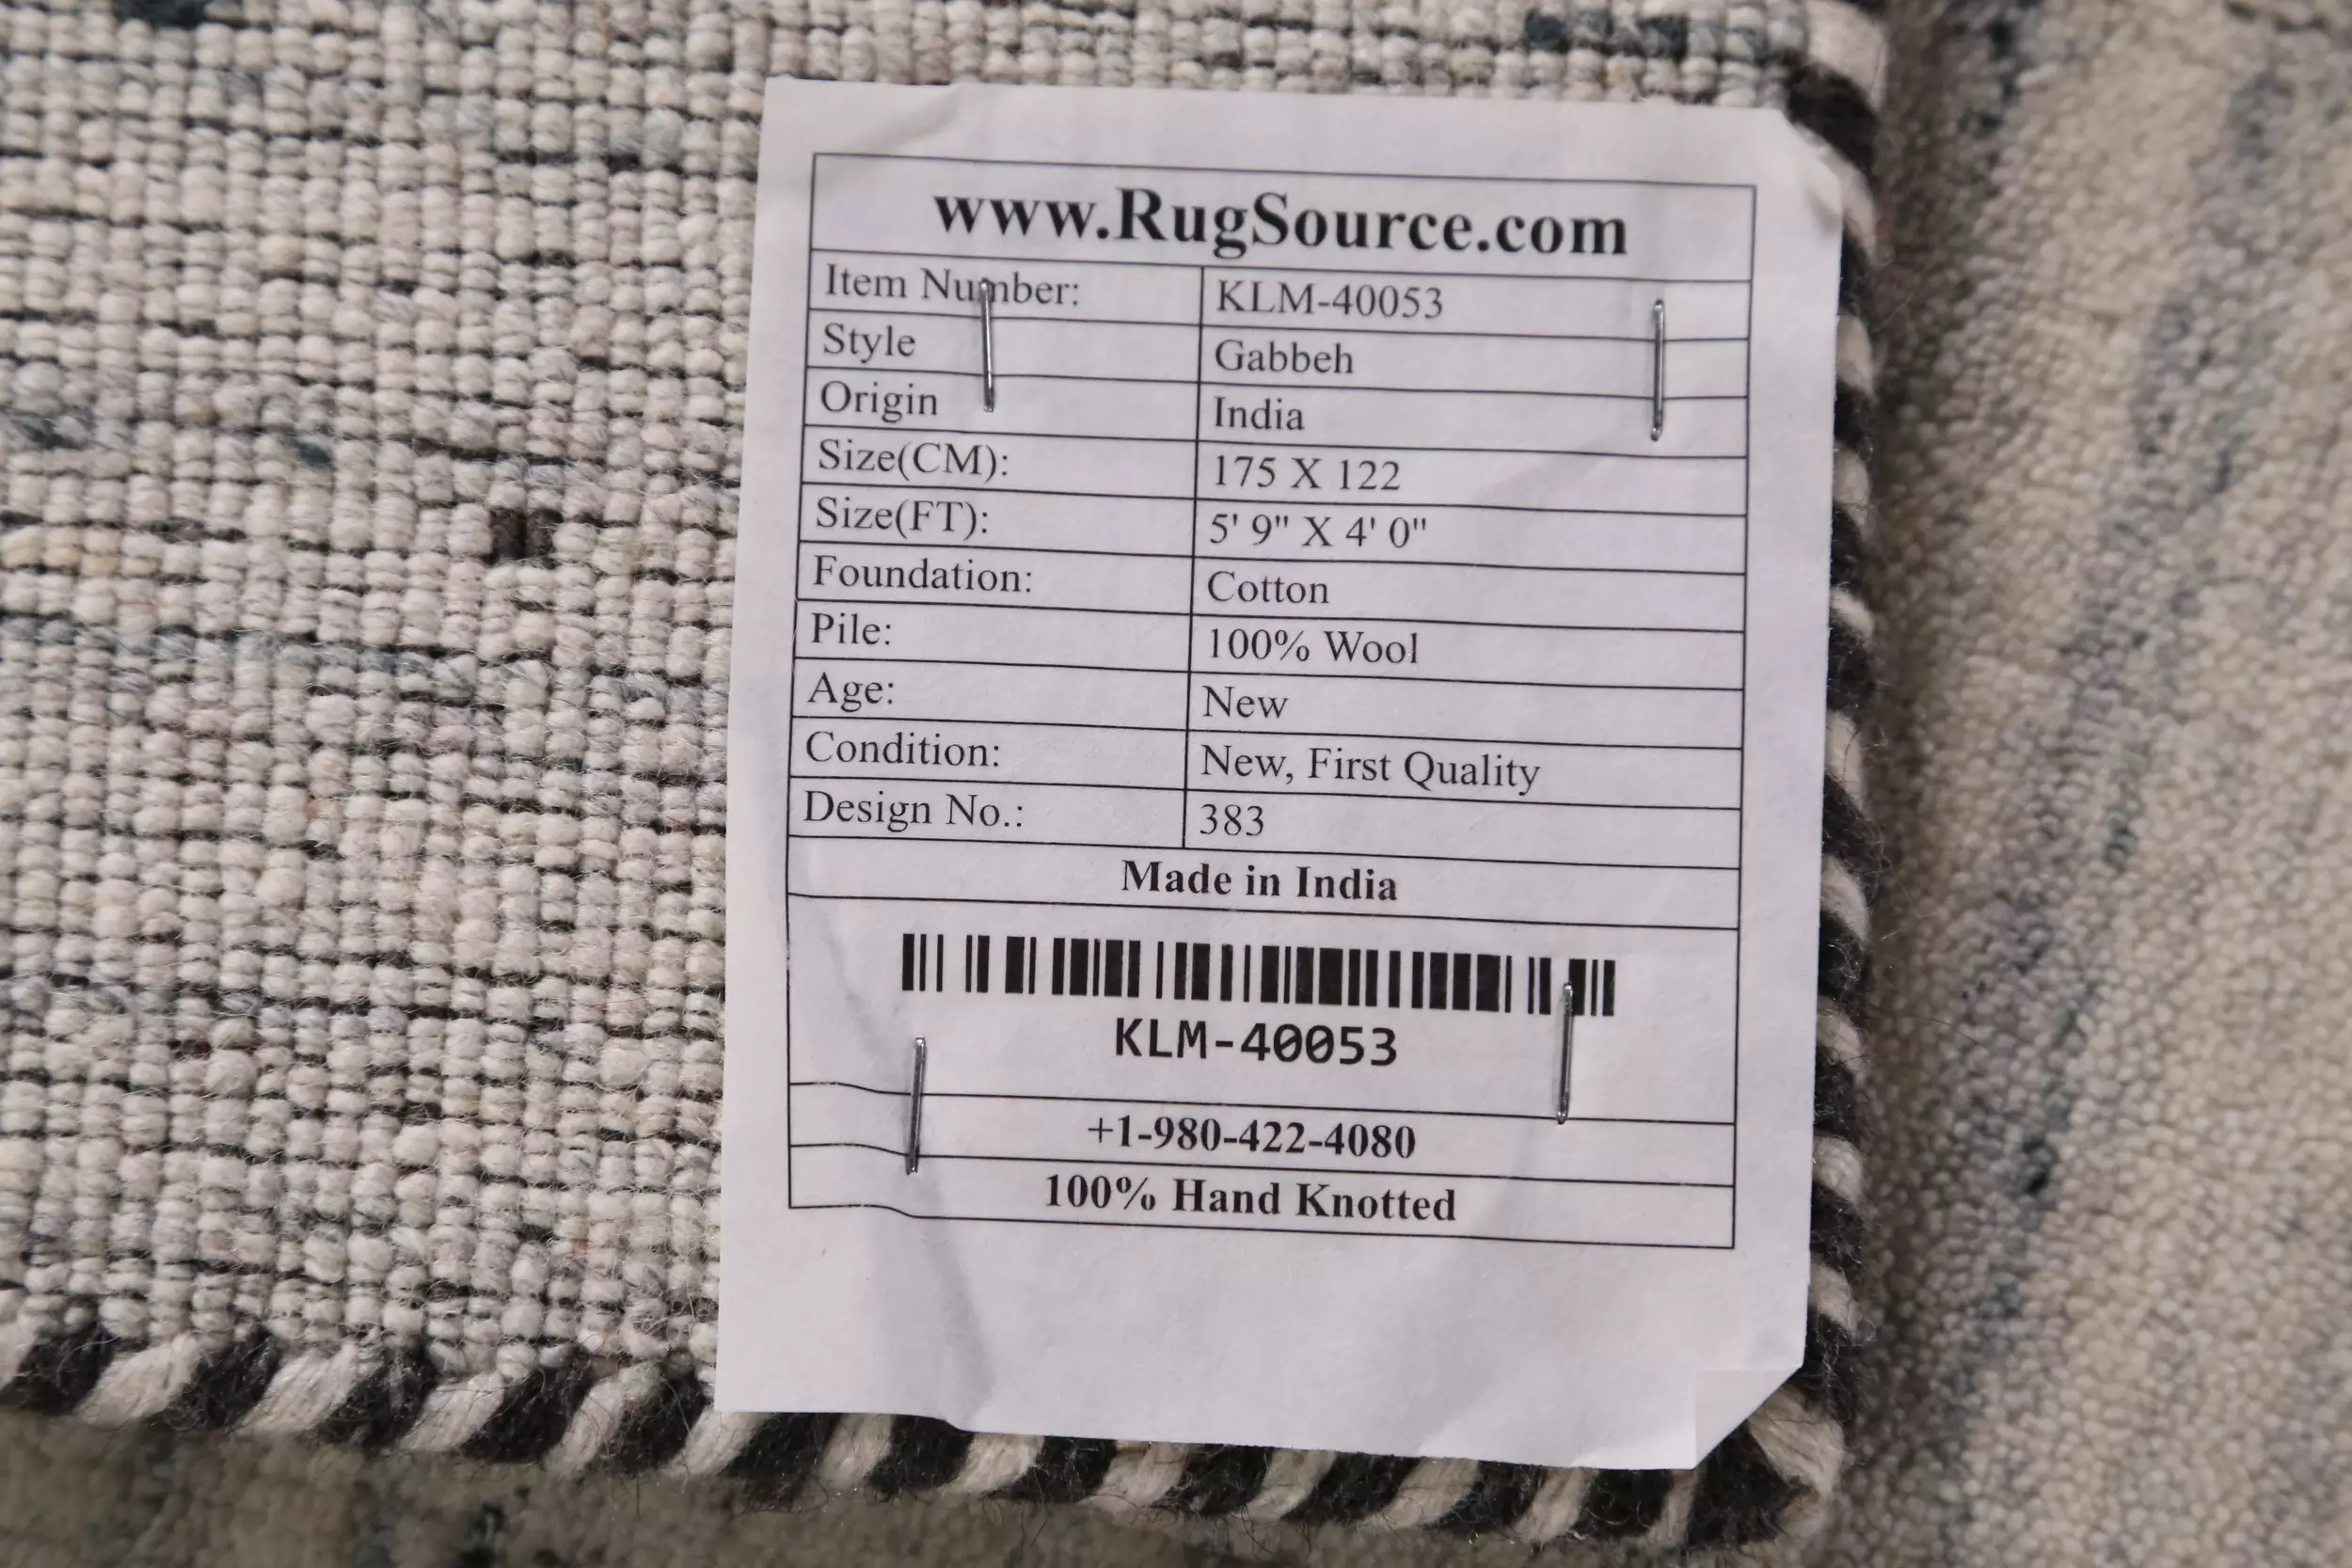 www.RugSource.com
Item Number: KLM-40053
Style Gabbeh
Origin India
Size(CM): 175 X 122
Size(FT): 5' 9" X 4' 0"
Foundation: Cotton
Pile: 100% Wool
Age: New
Condition: New, First Quality
Design No.: 383
Made in India
KLM-40053
+1-980-422-4080
100% Hand Knotted